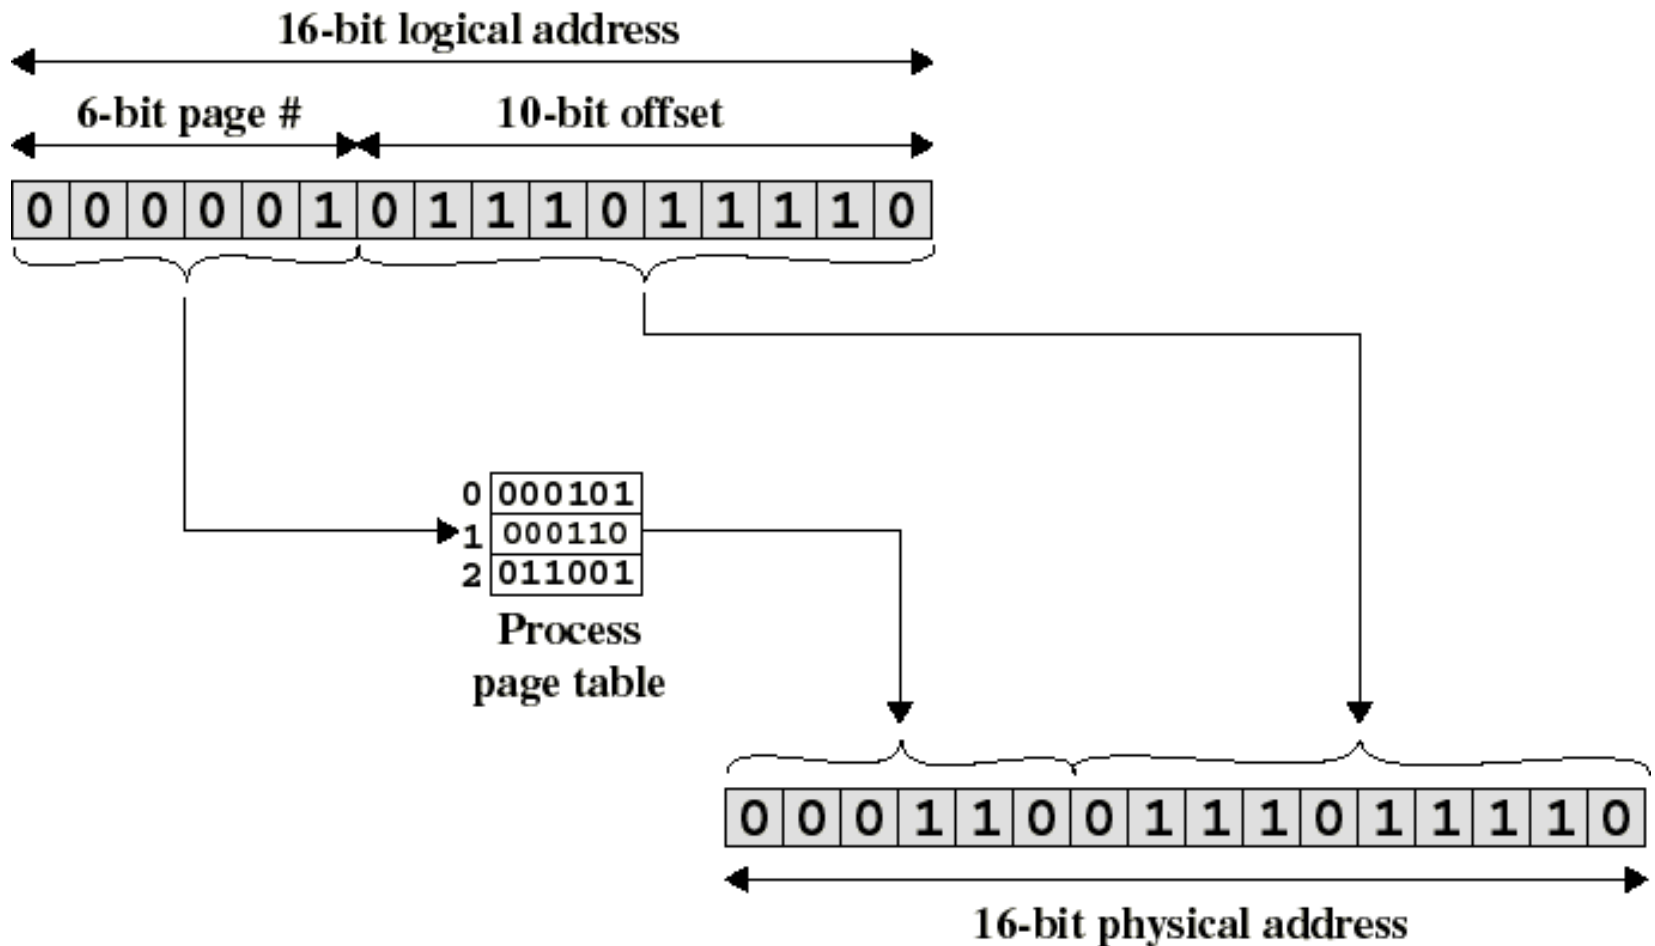 16-bit logical address
6-bit page # 10-bit offset
0 0 0 0 0 1 0 1 1 1 0 1 1 1 1 0
0 000101
1 000110
2 011001
Process
page table
0 0 0 1 1 0 0 1 1 1 0 1 1 1 1 0
16-bit physical address